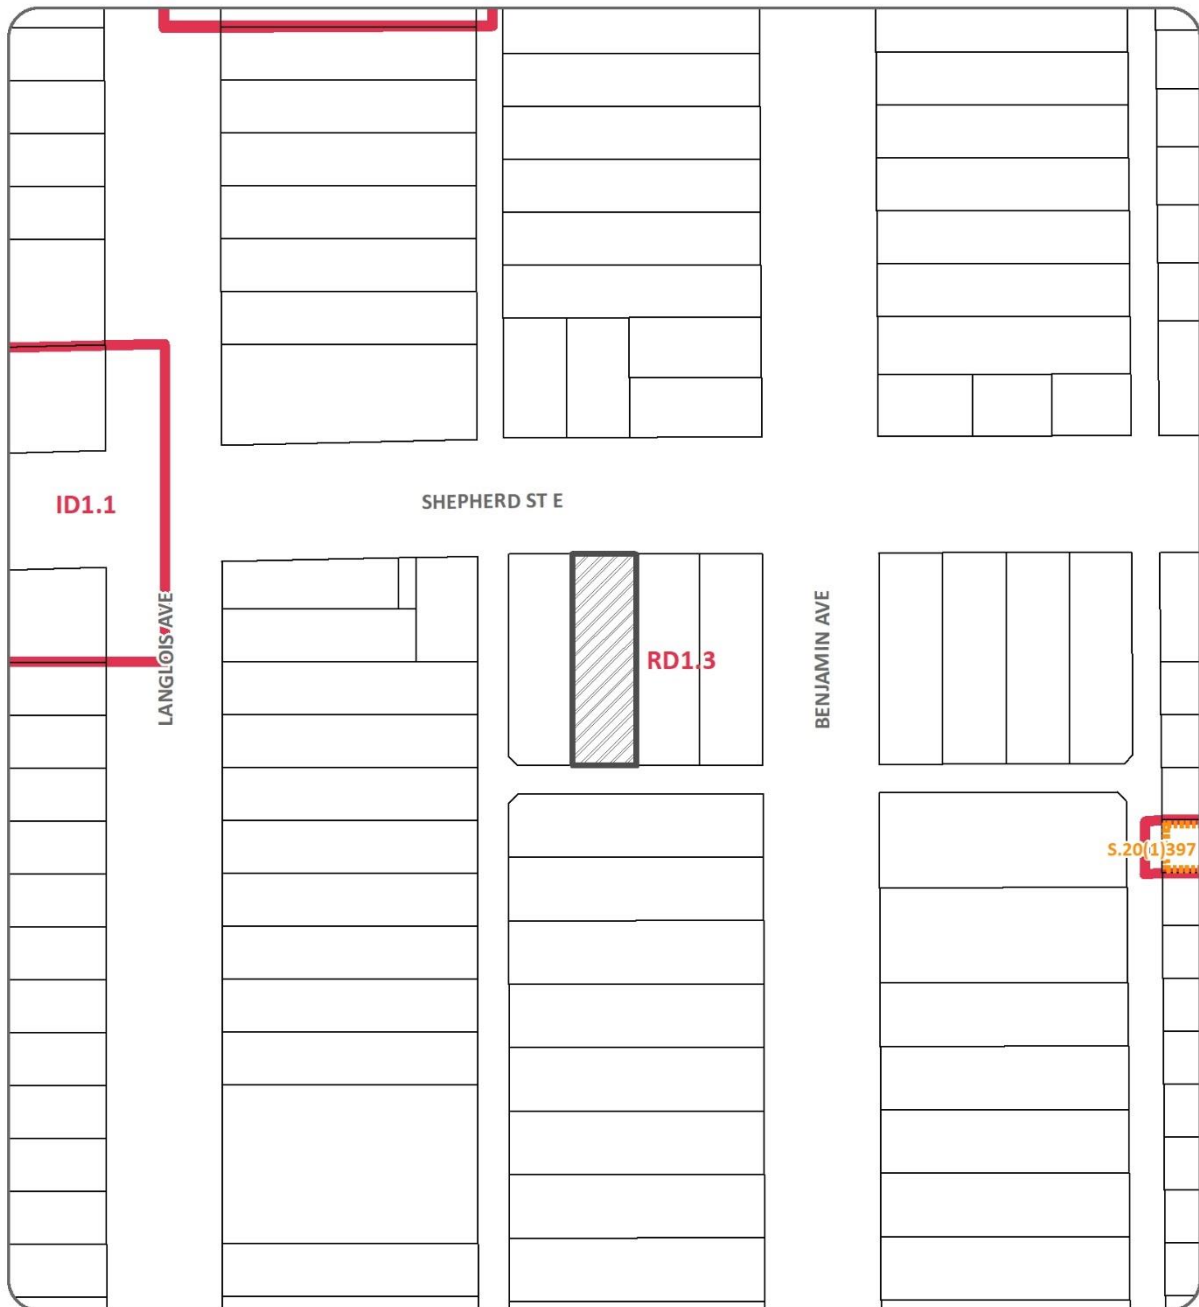 SHEPHERD ST E
ID1.1
LANGLOIS AVE
BENJAMIN AVE
RD1.3
S.20(1)397